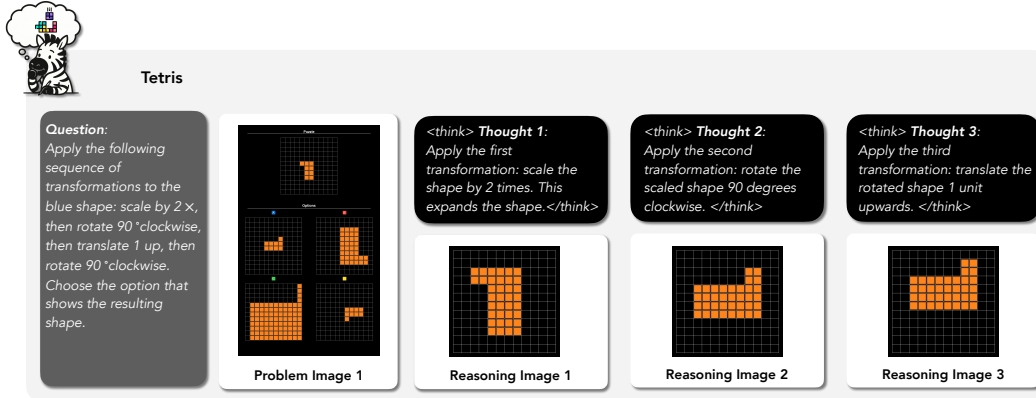 Tetris
Question:
Apply the following
sequence of
transformations to the
blue shape: scale by 2 ×,
then rotate 90 °clockwise,
then translate 1 up, then
rotate 90 °clockwise.
Choose the option that
shows the resulting
shape.
Puzzle
Options
Problem Image 1
<think> Thought 1:
Apply the first
transformation: scale the
shape by 2 times. This
expands the shape.</think>
Reasoning Image 1
<think> Thought 2:
Apply the second
transformation: rotate the
scaled shape 90 degrees
clockwise. </think>
Reasoning Image 2
<think> Thought 3:
Apply the third
transformation: translate the
rotated shape 1 unit
upwards. </think>
Reasoning Image 3